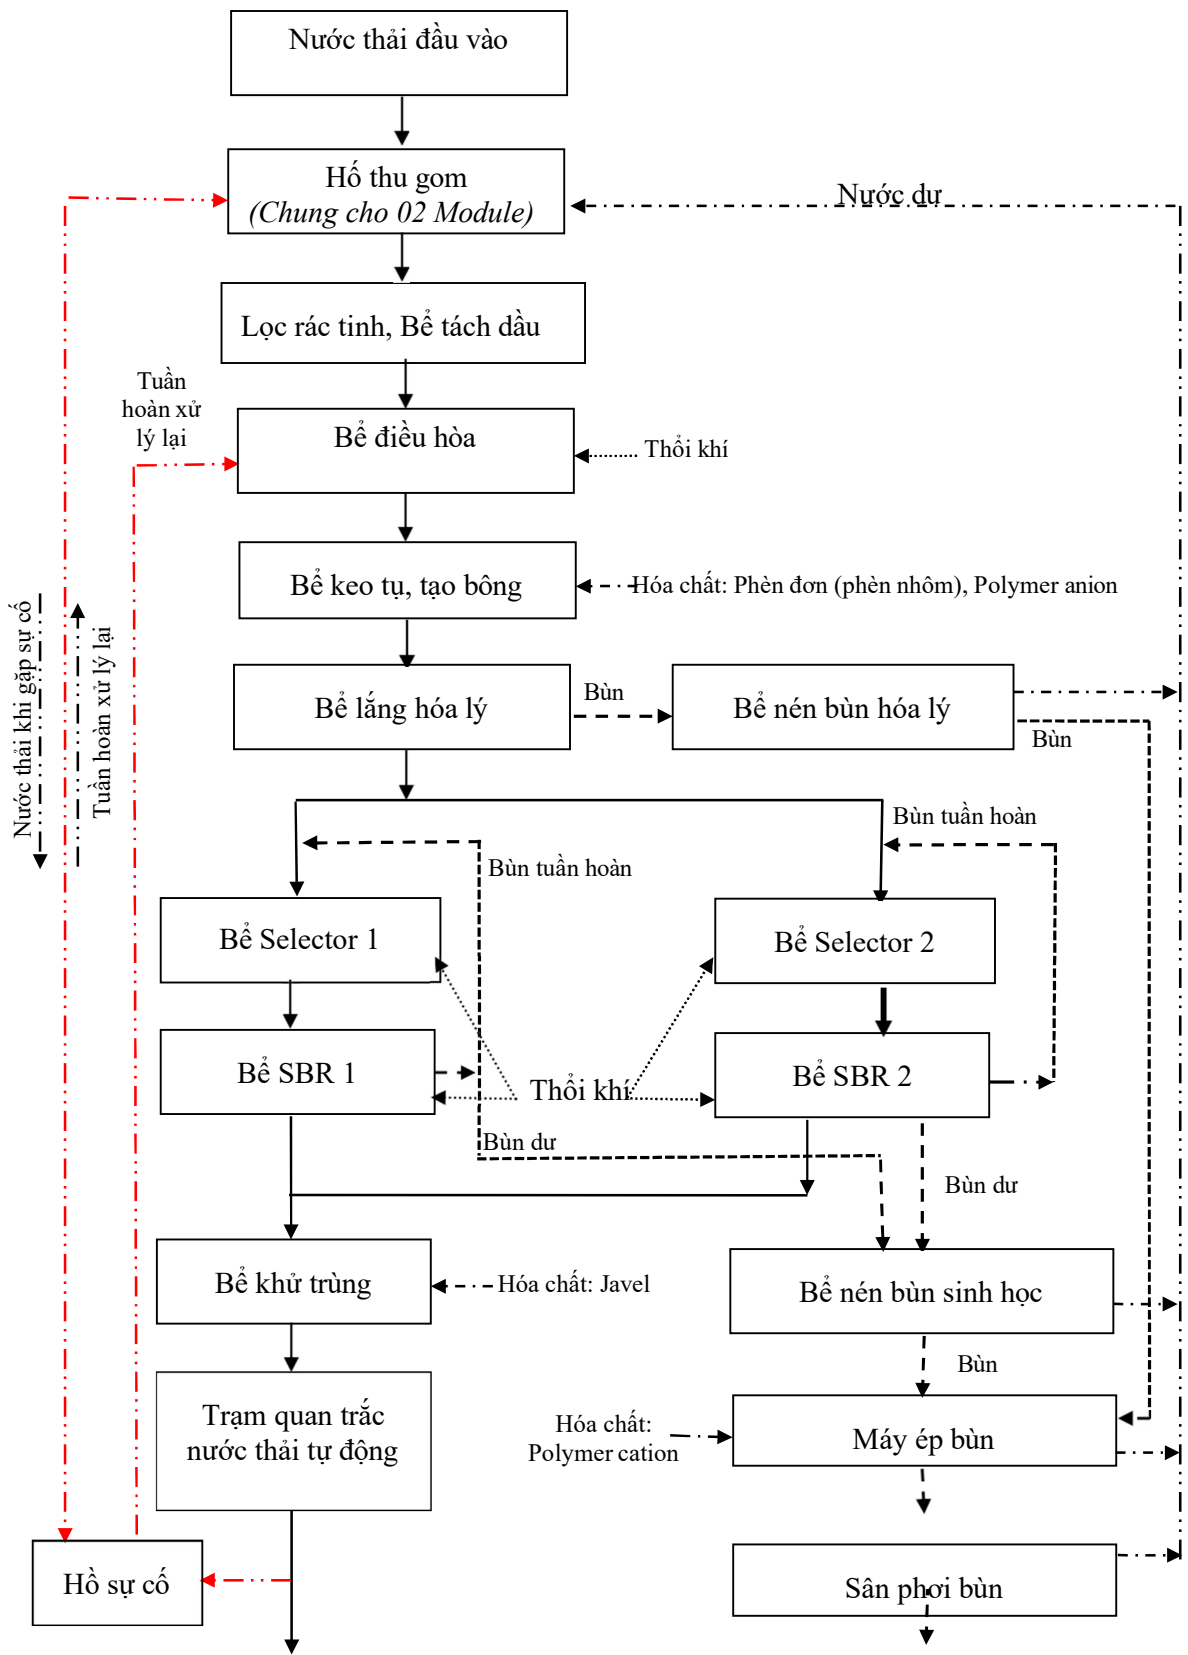 Nước thải đầu vào
Hố thu gom
(Chung cho 02 Module)
Nước dư
Lọc rác tinh, Bể tách dầu
Tuần
hoàn xử
lý lại
Bể điều hòa
Thổi khí
Bể keo tụ, tạo bông
Hóa chất: Phèn đơn (phèn nhôm), Polymer anion
Nước thải khi gặp sự cố
Tuần hoàn xử lý lại
Bể lắng hóa lý
Bùn
Bể nén bùn hóa lý
Bùn
Bùn tuần hoàn
Bùn tuần hoàn
Bể Selector 1
Bể Selector 2
Bể SBR 1
Thổi khí
Bể SBR 2
Bùn dư
Bùn dư
Bể khử trùng
Hóa chất: Javel
Bể nén bùn sinh học
Bùn
Trạm quan trắc
nước thải tự động
Hóa chất:
Polymer cation
Máy ép bùn
Hồ sự cố
Sân phơi bùn